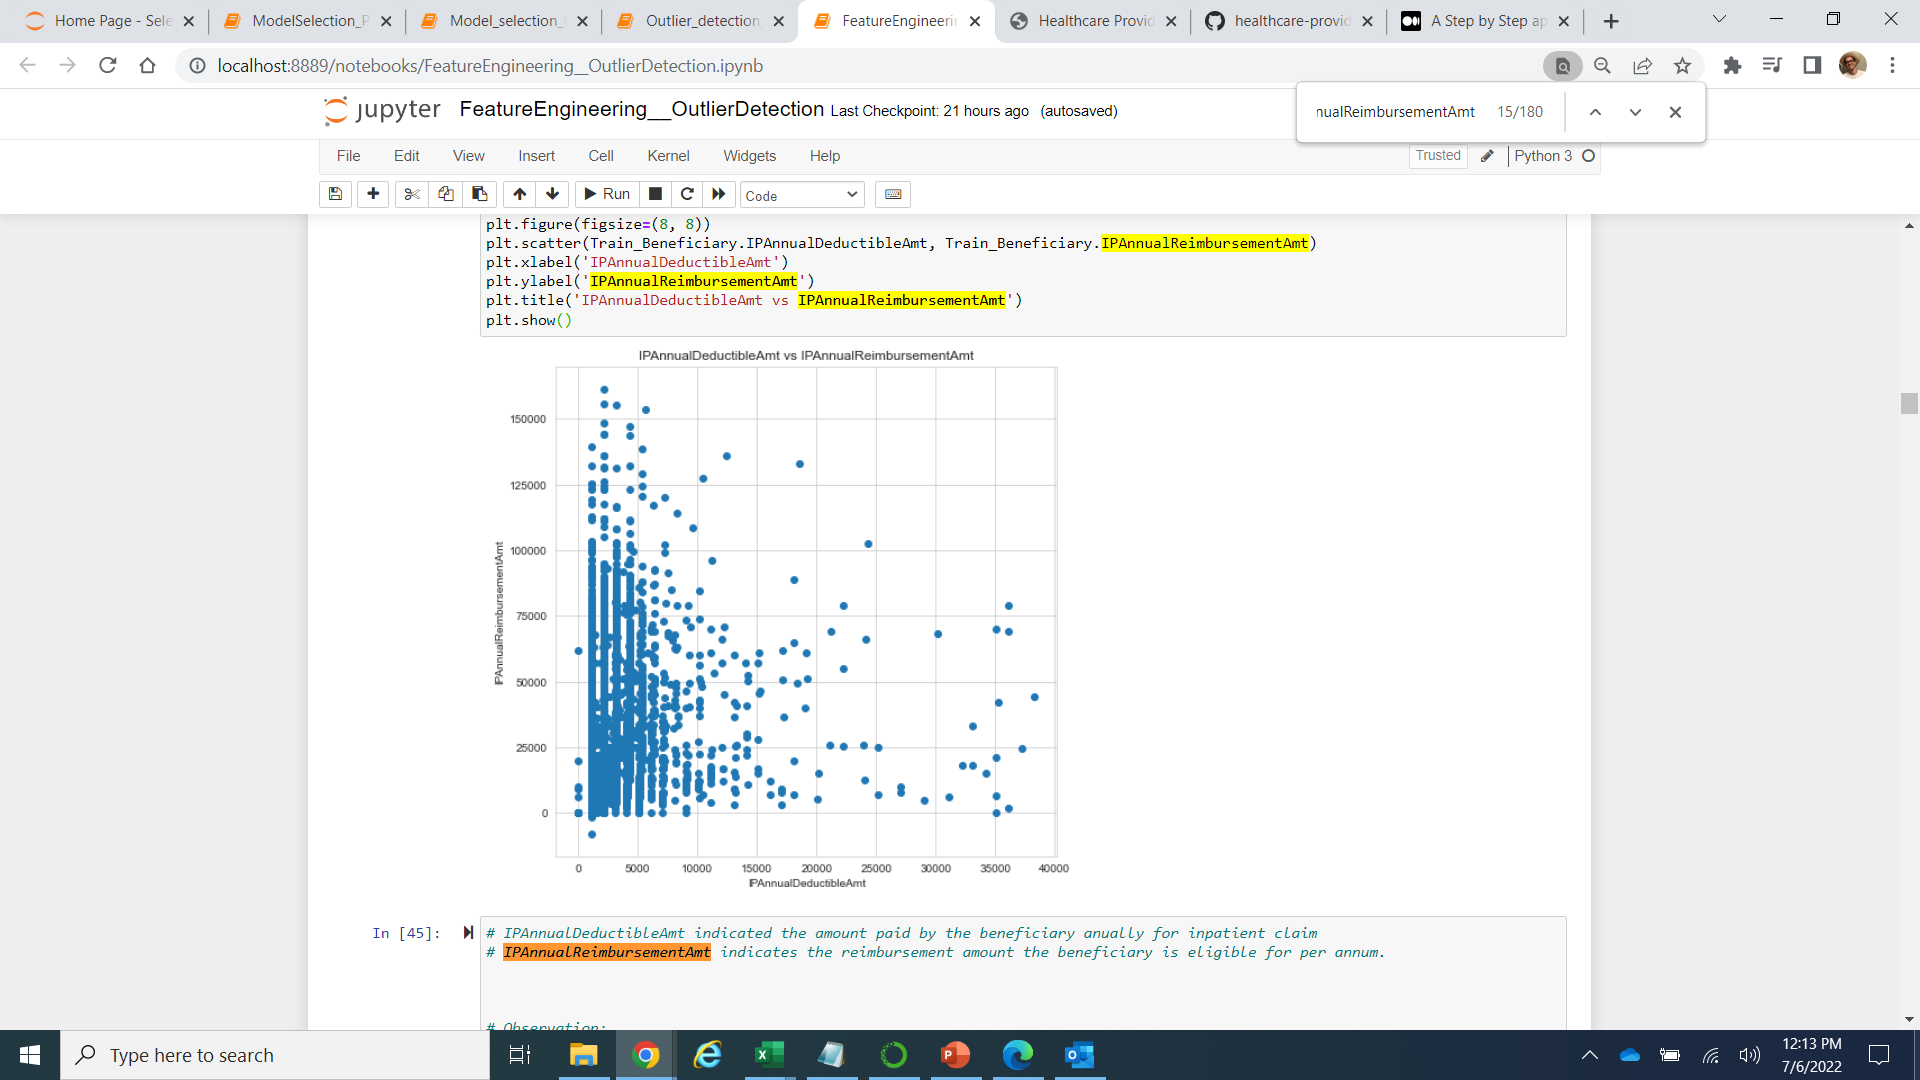 Home Page - Sele
ModelSelection_P
Model_selection_
Outlier_detection_
FeatureEngineerin
Healthcare Provid
healthcare-provid
A Step by Step ap
localhost:8889/notebooks/FeatureEngineering__OutlierDetection.ipynb
nualReimbursementAmt 15/180
jupyter FeatureEngineering__OutlierDetection Last Checkpoint: 21 hours ago (autosaved)
File Edit View Insert Cell Kernel Widgets Help
Trusted Python 3
Run Code
plt.figure(figsize=(8, 8))
plt.scatter(Train_Beneficiary.IPAnnualDeductibleAmt, Train_Beneficiary.IPAnnualReimbursementAmt)
plt.xlabel('IPAnnualDeductibleAmt')
plt.ylabel('IPAnnualReimbursementAmt')
plt.title('IPAnnualDeductibleAmt vs IPAnnualReimbursementAmt')
plt.show()
IPAnnualDeductibleAmt vs IPAnnualReimbursementAmt
150000
125000
100000
75000
50000
25000
0
IPAnnualReimbursementAmt
0 5000 10000 15000 20000 25000 30000 35000 40000
IPAnnualDeductibleAmt
In [45]:
# IPAnnualDeductibleAmt indicated the amount paid by the beneficiary anually for inpatient claim
# IPAnnualReimbursementAmt indicates the reimbursement amount the beneficiary is eligible for per annum.
# Observation:
Type here to search
12:13 PM
7/6/2022